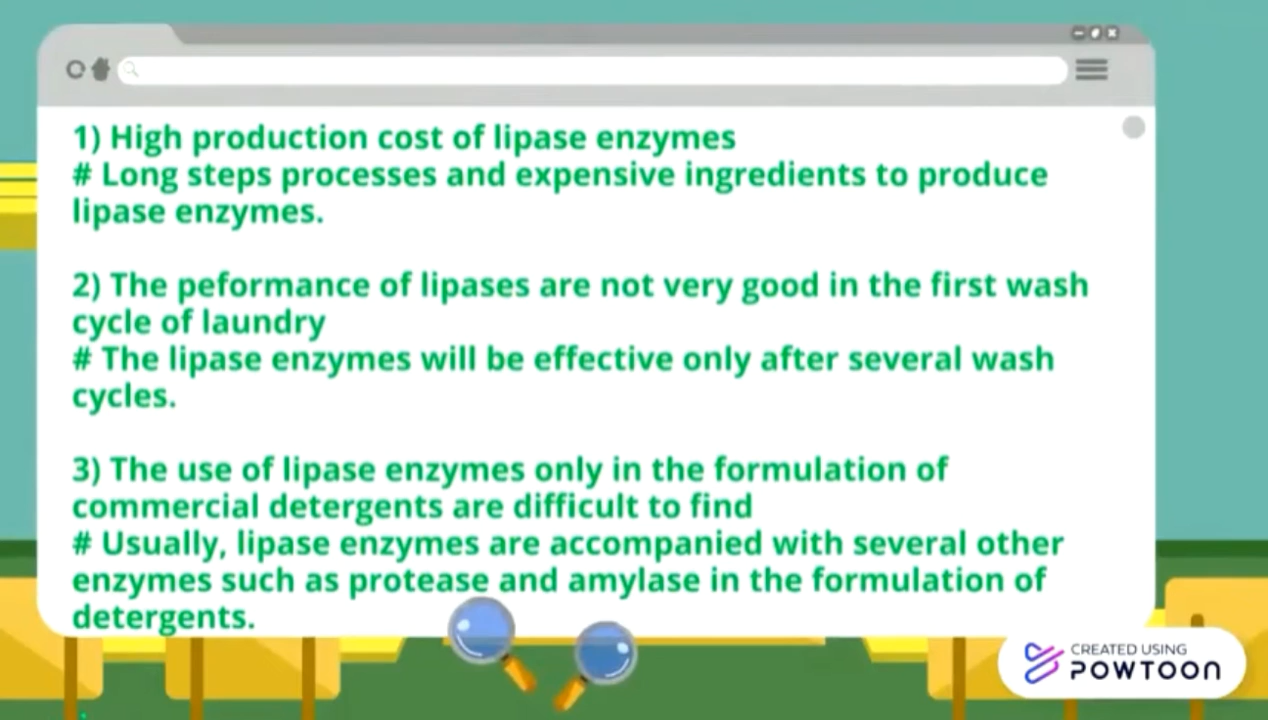 1) High production cost of lipase enzymes
# Long steps processes and expensive ingredients to produce
lipase enzymes.
2) The peformance of lipases are not very good in the first wash
cycle of laundry
# The lipase enzymes will be effective only after several wash
cycles.
3) The use of lipase enzymes only in the formulation of
commercial detergents are difficult to find
# Usually, lipase enzymes are accompanied with several other
enzymes such as protease and amylase in the formulation of
detergents.
CREATED USING
POWTOON